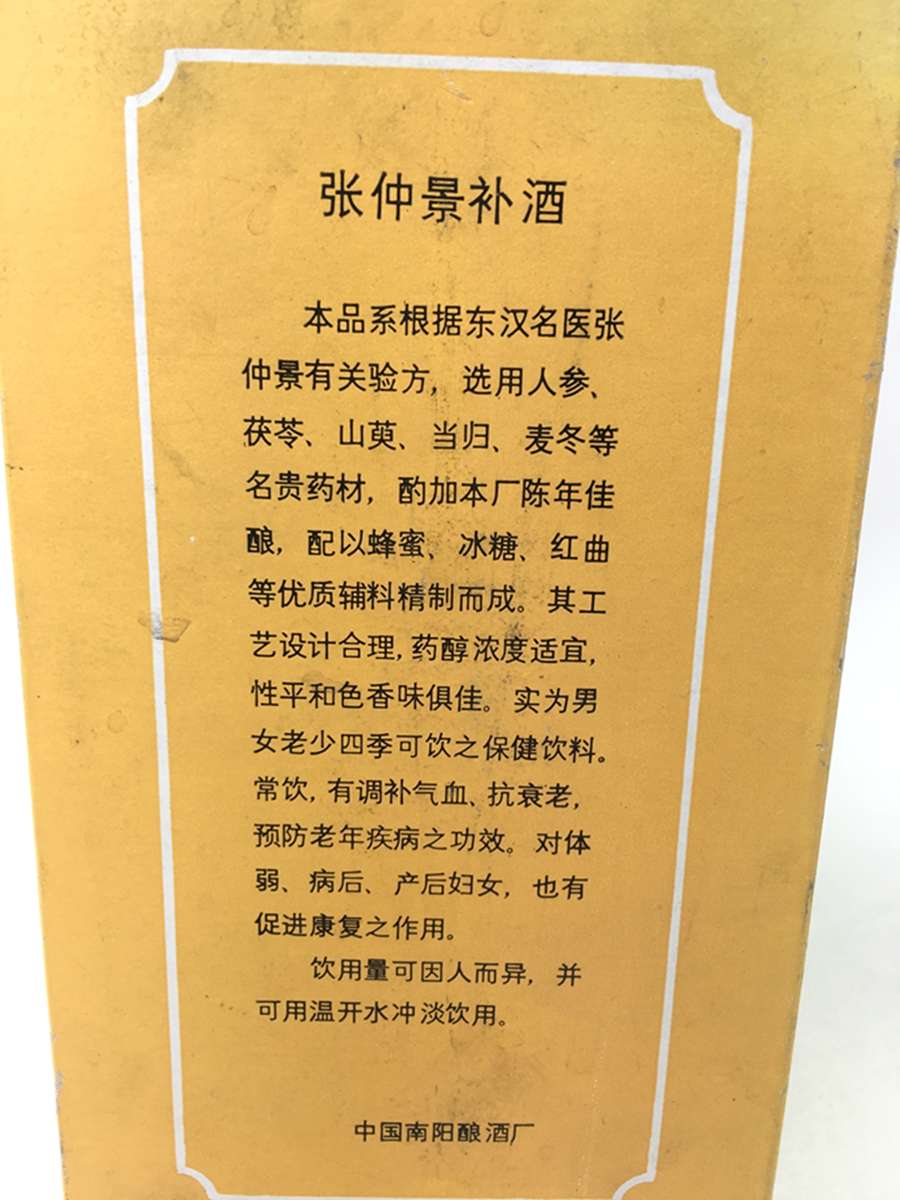 张仲景补酒
本品系根据东汉名医张
仲景有关验方，选用人参、
茯苓、山萸、当归、麦冬等
名贵药材，酌加本厂陈年佳
酿，配以蜂蜜、冰糖、红曲
等优质辅料精制而成。其工
艺设计合理，药醇浓度适宜，
性平和色香味俱佳。实为男
女老少四季可饮之保健饮料。
常饮，有调补气血、抗衰老，
预防老年疾病之功效。对体
弱、病后、产后妇女，也有
促进康复之作用。
饮用量可因人而异，并
可用温开水冲淡饮用。
中国南阳酿酒厂